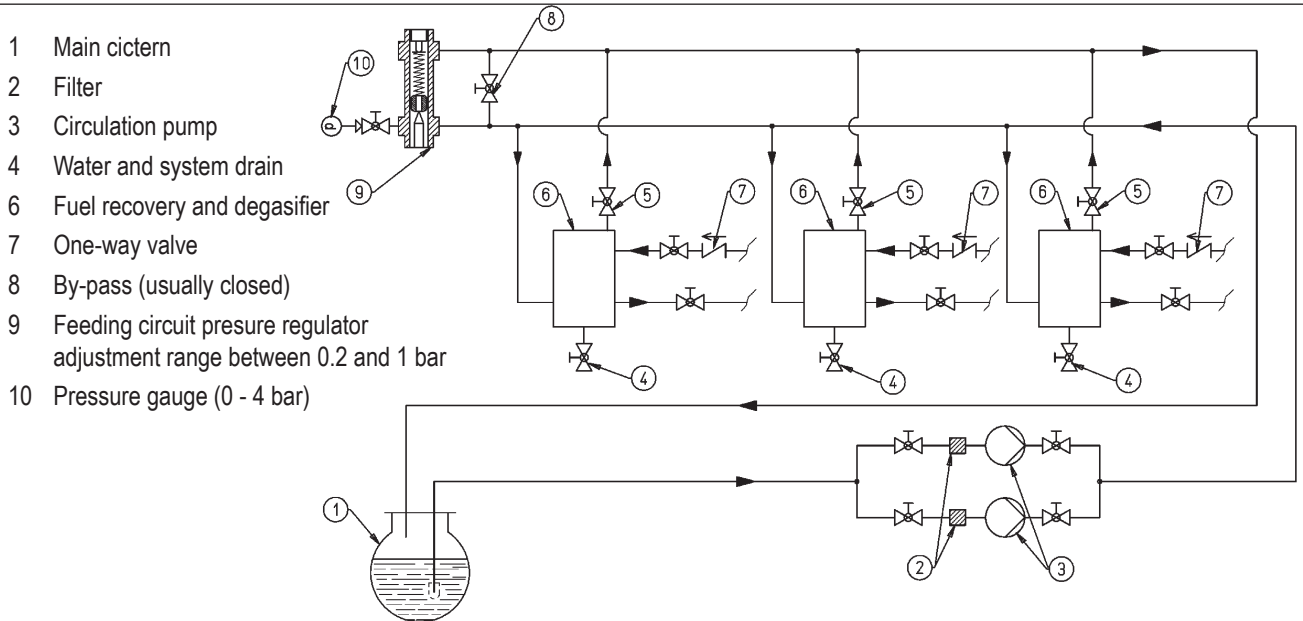 1 Main cictern
2 Filter
3 Circulation pump
4 Water and system drain
6 Fuel recovery and degasifier
7 One-way valve
8 By-pass (usually closed)
9 Feeding circuit presure regulator
adjustment range between 0.2 and 1 bar
10 Pressure gauge (0 - 4 bar)
8
10
P
9
6 5 7 6 5 7 6 5 7
4 4 4
1
2 3